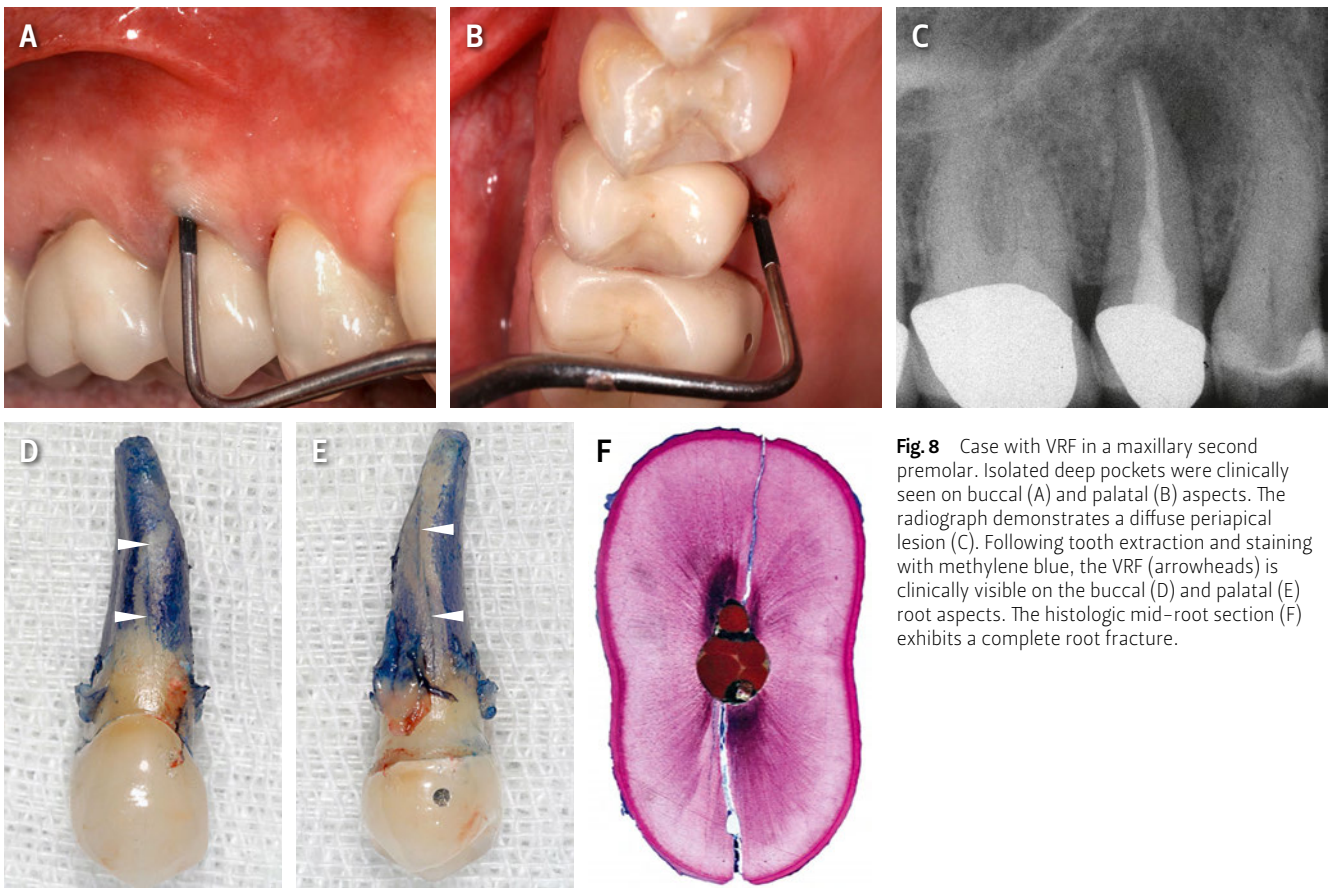 A
B
C
D
E
F
Fig. 8 Case with VRF in a maxillary second
premolar. Isolated deep pockets were clinically
seen on buccal (A) and palatal (B) aspects. The
radiograph demonstrates a diffuse periapical
lesion (C). Following tooth extraction and staining
with methylene blue, the VRF (arrowheads) is
clinically visible on the buccal (D) and palatal (E)
root aspects. The histologic mid–root section (F)
exhibits a complete root fracture.